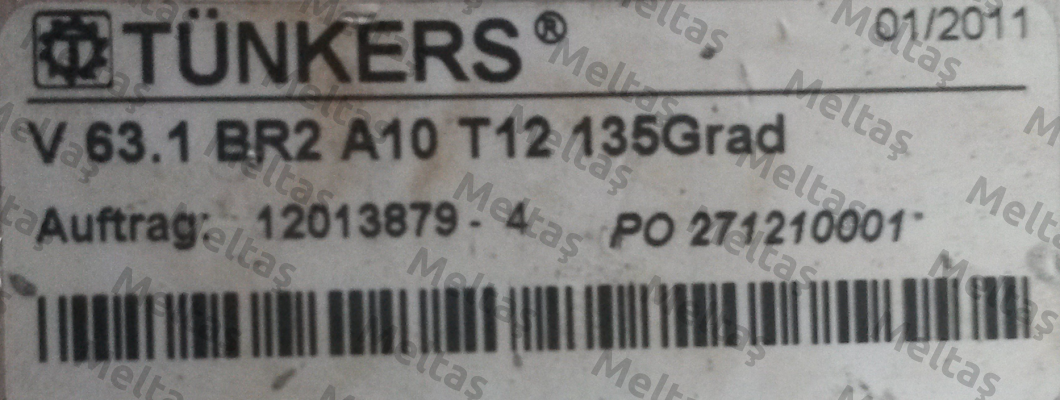 TÜNKERS® 01/2011
V 63.1 BR2 A10 T12 135Grad
Auftrag: 12013879 - 4 PO 271210001